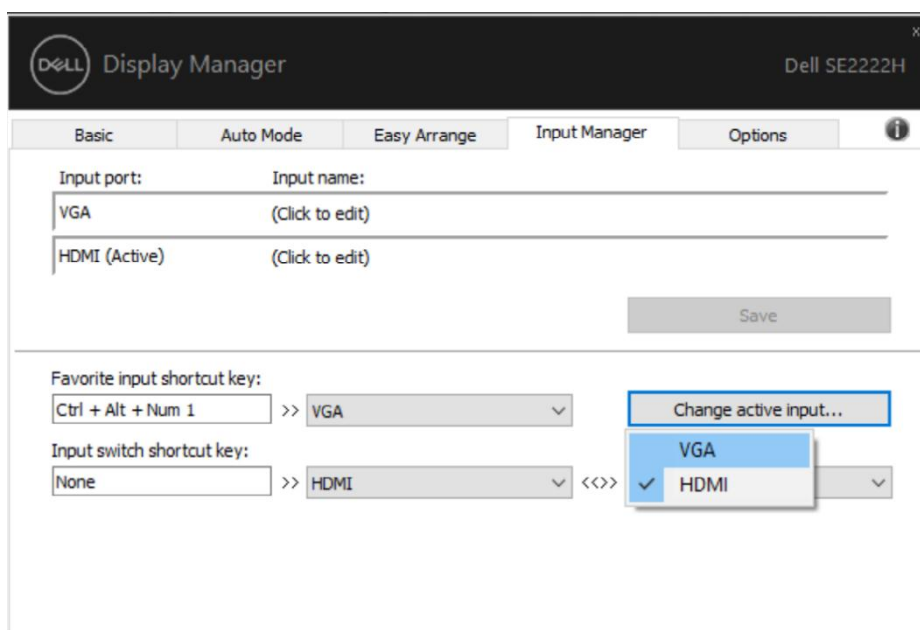 DELL Display Manager
Dell SE2222H
x
Basic Auto Mode Easy Arrange Input Manager Options i
Input port: Input name:
VGA (Click to edit)
HDMI (Active) (Click to edit)
Save
Favorite input shortcut key:
Ctrl + Alt + Num 1 >> VGA Change active input...
Input switch shortcut key:
None >> HDMI <<>>
VGA
HDMI